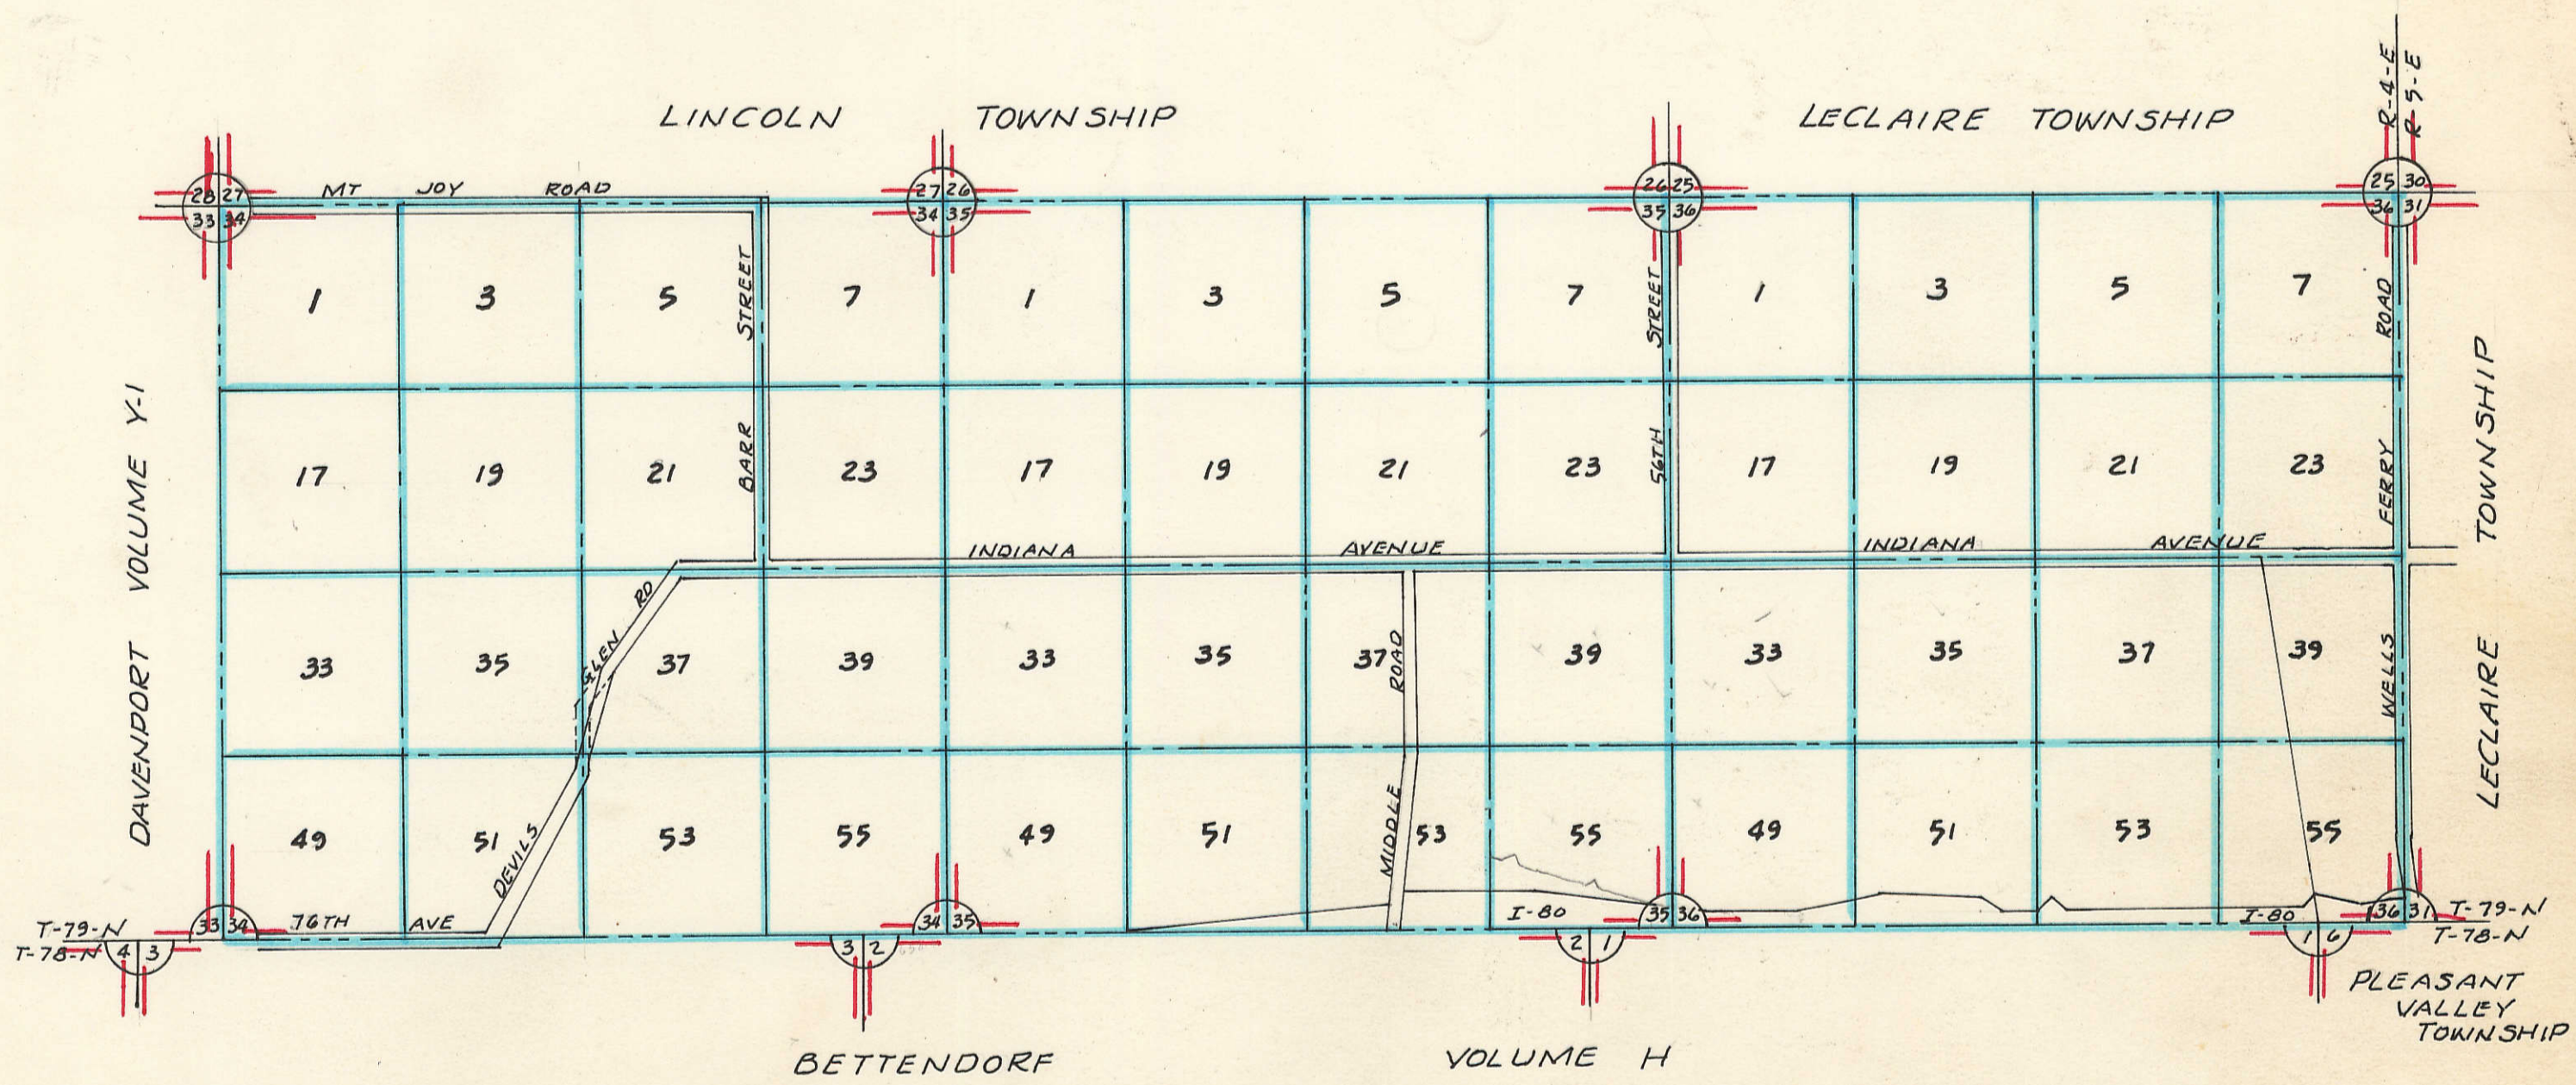 R-4-E
R-5-E
LINCOLN TOWNSHIP
LECLAIRE TOWNSHIP
28 27
33 34
MT JOY ROAD
27 26
34 35
26 25
35 36
25 30
36 31
1 3 5 7 1 3 5 7 1 3 5 7
BARR STREET
56TH STREET
WELLS FERRY ROAD
17 19 21 23 17 19 21 23 17 19 21 23
DAVENDORT VOLUME Y-1
LECLAIRE TOWNSHIP
INDIANA AVENUE INDIANA AVENUE
DEVILS GLEN RD
33 35 37 39 33 35 37 39 33 35 37 39
MIDDLE ROAD
49 51 53 55 49 51 53 55 49 51 53 55
I-80
I-80
76TH AVE
33 34
34 35
35 36
36 31
T-79-N
T-78-N
4 3
3 2
2 1
1 6
T-79-N
T-78-N
PLEASANT
VALLEY
TOWNSHIP
BETTENDORF VOLUME H